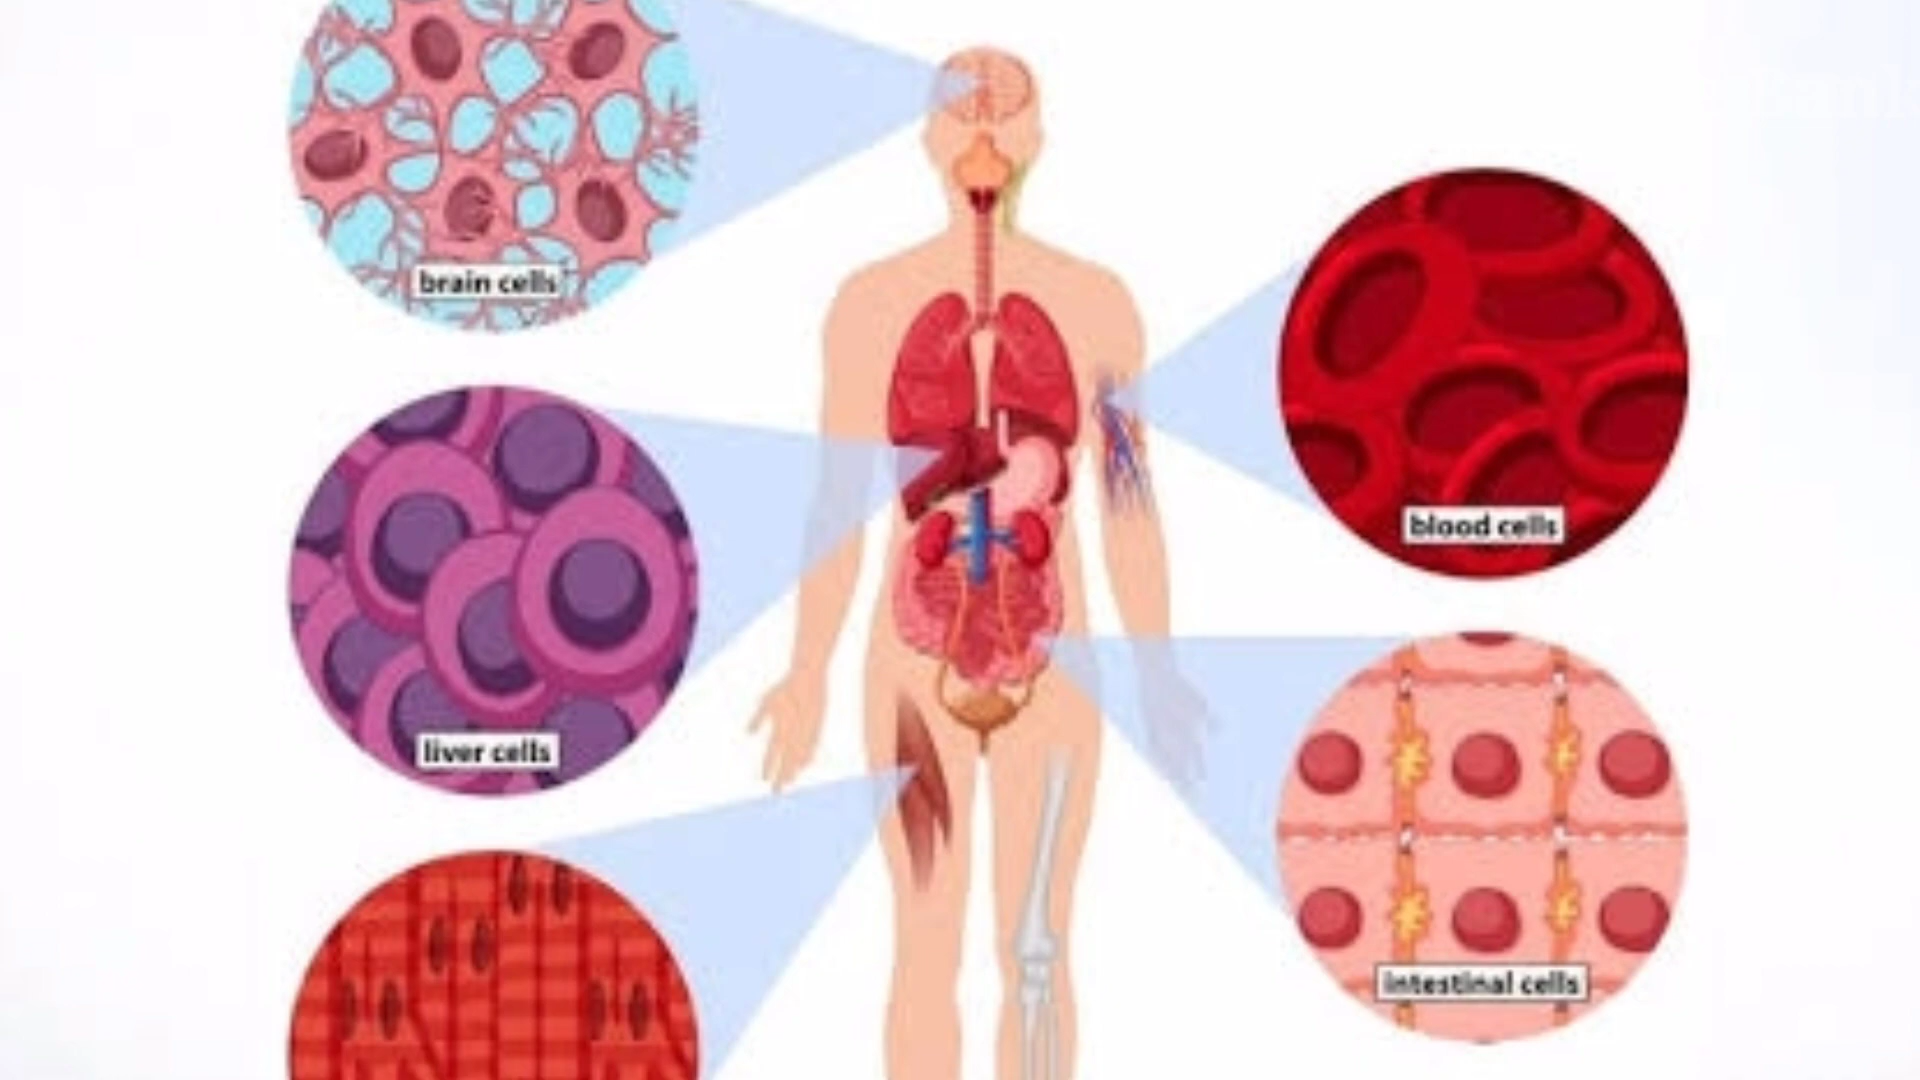 brain cells
blood cells
liver cells
intestinal cells